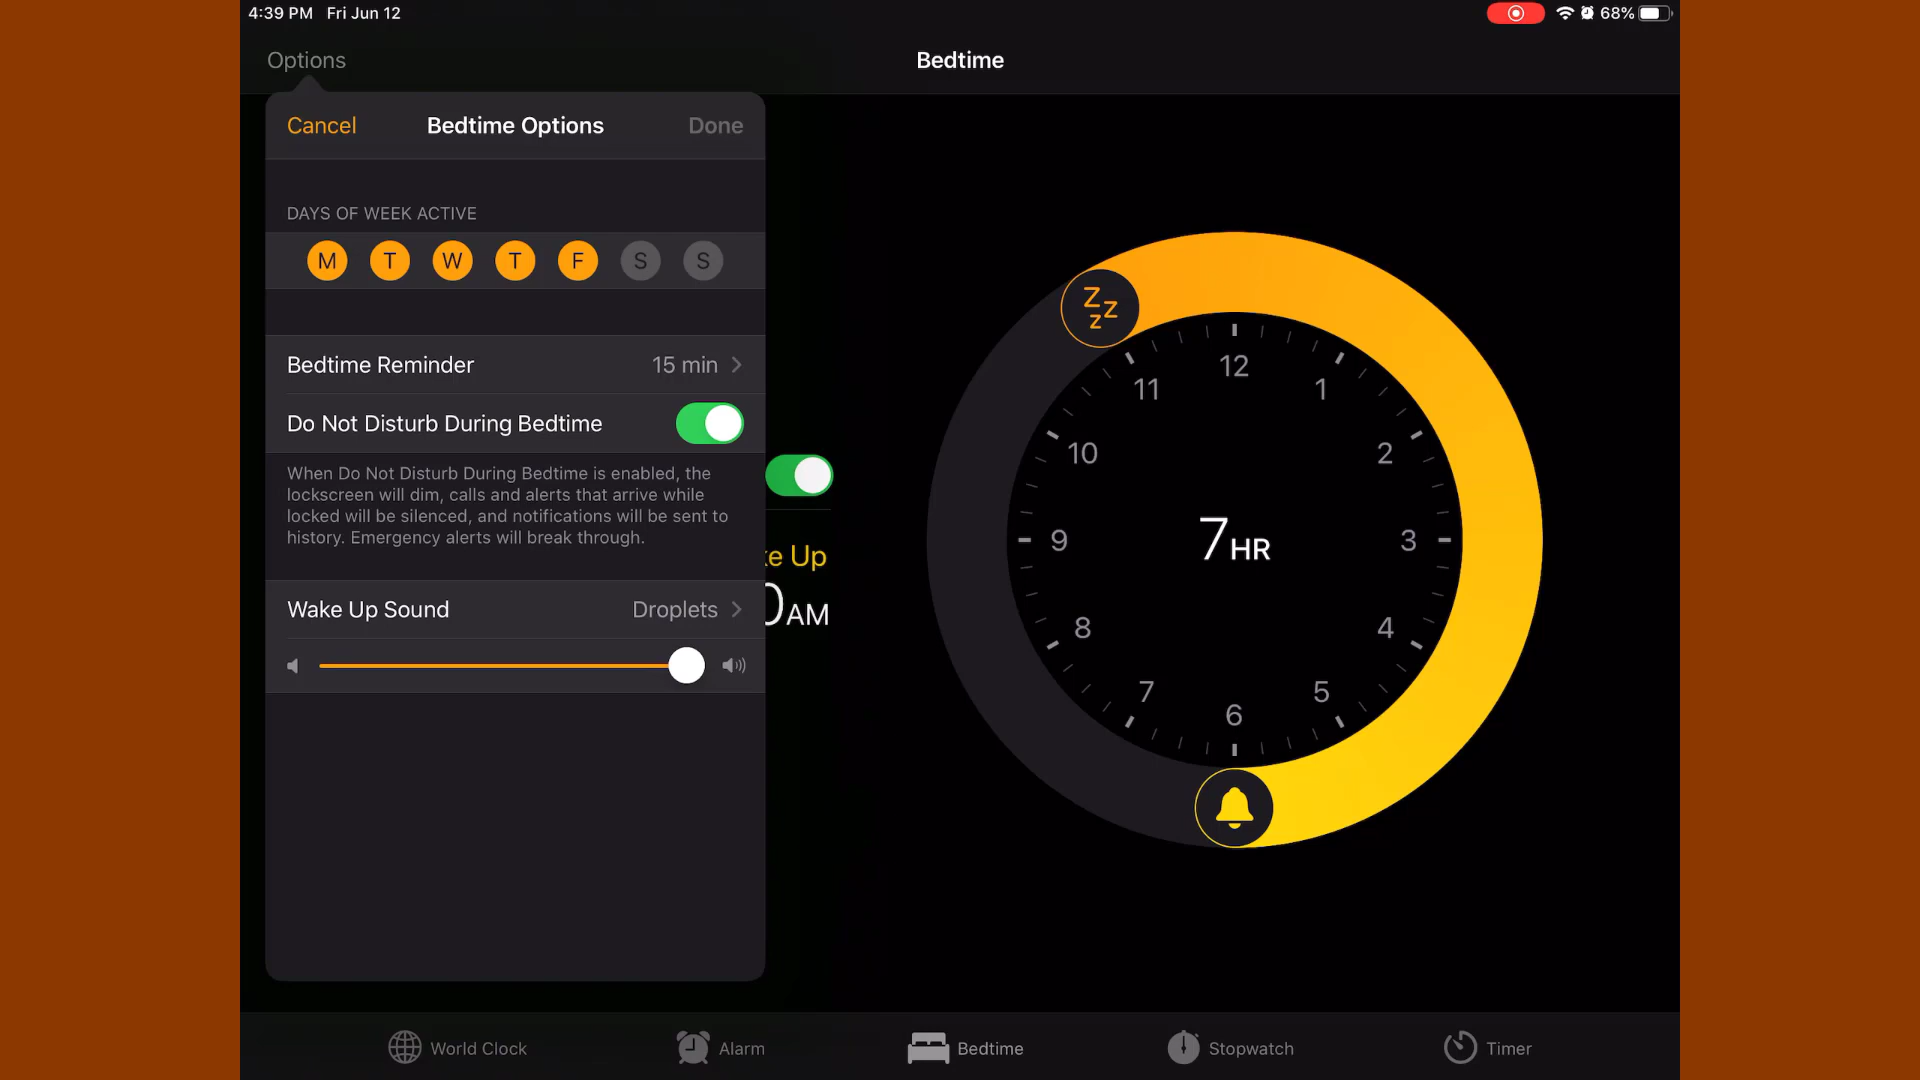 4:39 PM Fri Jun 12
68%
Options
Bedtime
Cancel
Bedtime Options
Done
DAYS OF WEEK ACTIVE
M T W T F S S
Bedtime Reminder
15 min
Do Not Disturb During Bedtime
When Do Not Disturb During Bedtime is enabled, the
lockscreen will dim, calls and alerts that arrive while
locked will be silenced, and notifications will be sent to
history. Emergency alerts will break through.
Wake Up Sound
Droplets
ke Up
0AM
Z
Z
Z
12
1
2
3
4
5
6
7
8
9
10
11
7HR
World Clock
Alarm
Bedtime
Stopwatch
Timer